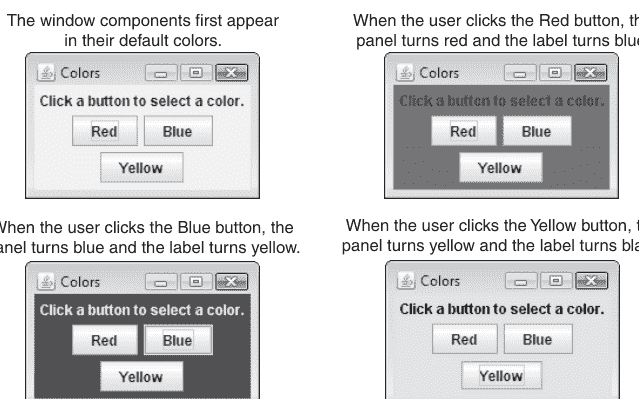 The window components first appear
in their default colors.
Colors
Click a button to select a color.
Red Blue
Yellow
When the user clicks the Red button, th
panel turns red and the label turns blue
Colors
Click a button to select a color.
Red Blue
Yellow
When the user clicks the Blue button, the
anel turns blue and the label turns yellow.
Colors
Click a button to select a color.
Red Blue
Yellow
When the user clicks the Yellow button, t
panel turns yellow and the label turns bla
Colors
Click a button to select a color.
Red Blue
Yellow